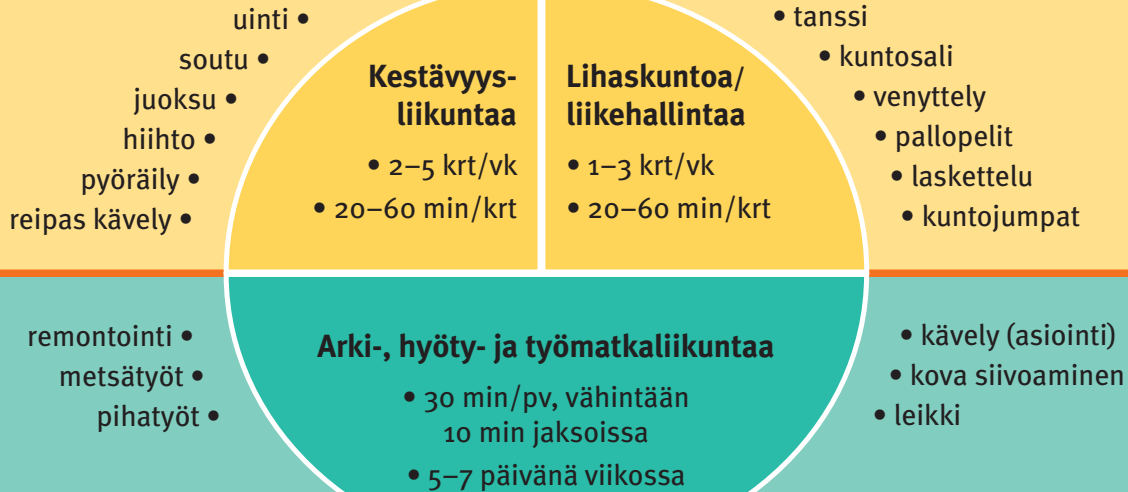 uinti •
soutu •
juoksu •
hiihto •
pyöräily •
reipas kävely •
Kestävyys-
liikuntaa
• 2–5 krt/vk
• 20–60 min/krt
Lihaskuntoa/
liikehallintaa
• 1–3 krt/vk
• 20–60 min/krt
• tanssi
• kuntosali
• venyttely
• pallopelit
• laskettelu
• kuntojumpat
remontointi •
metsätyöt •
pihatyöt •
Arki-, hyöty- ja työmatkaliikuntaa
• 30 min/pv, vähintään
10 min jaksoissa
• 5–7 päivänä viikossa
• kävely (asiointi)
• kova siivoaminen
• leikki